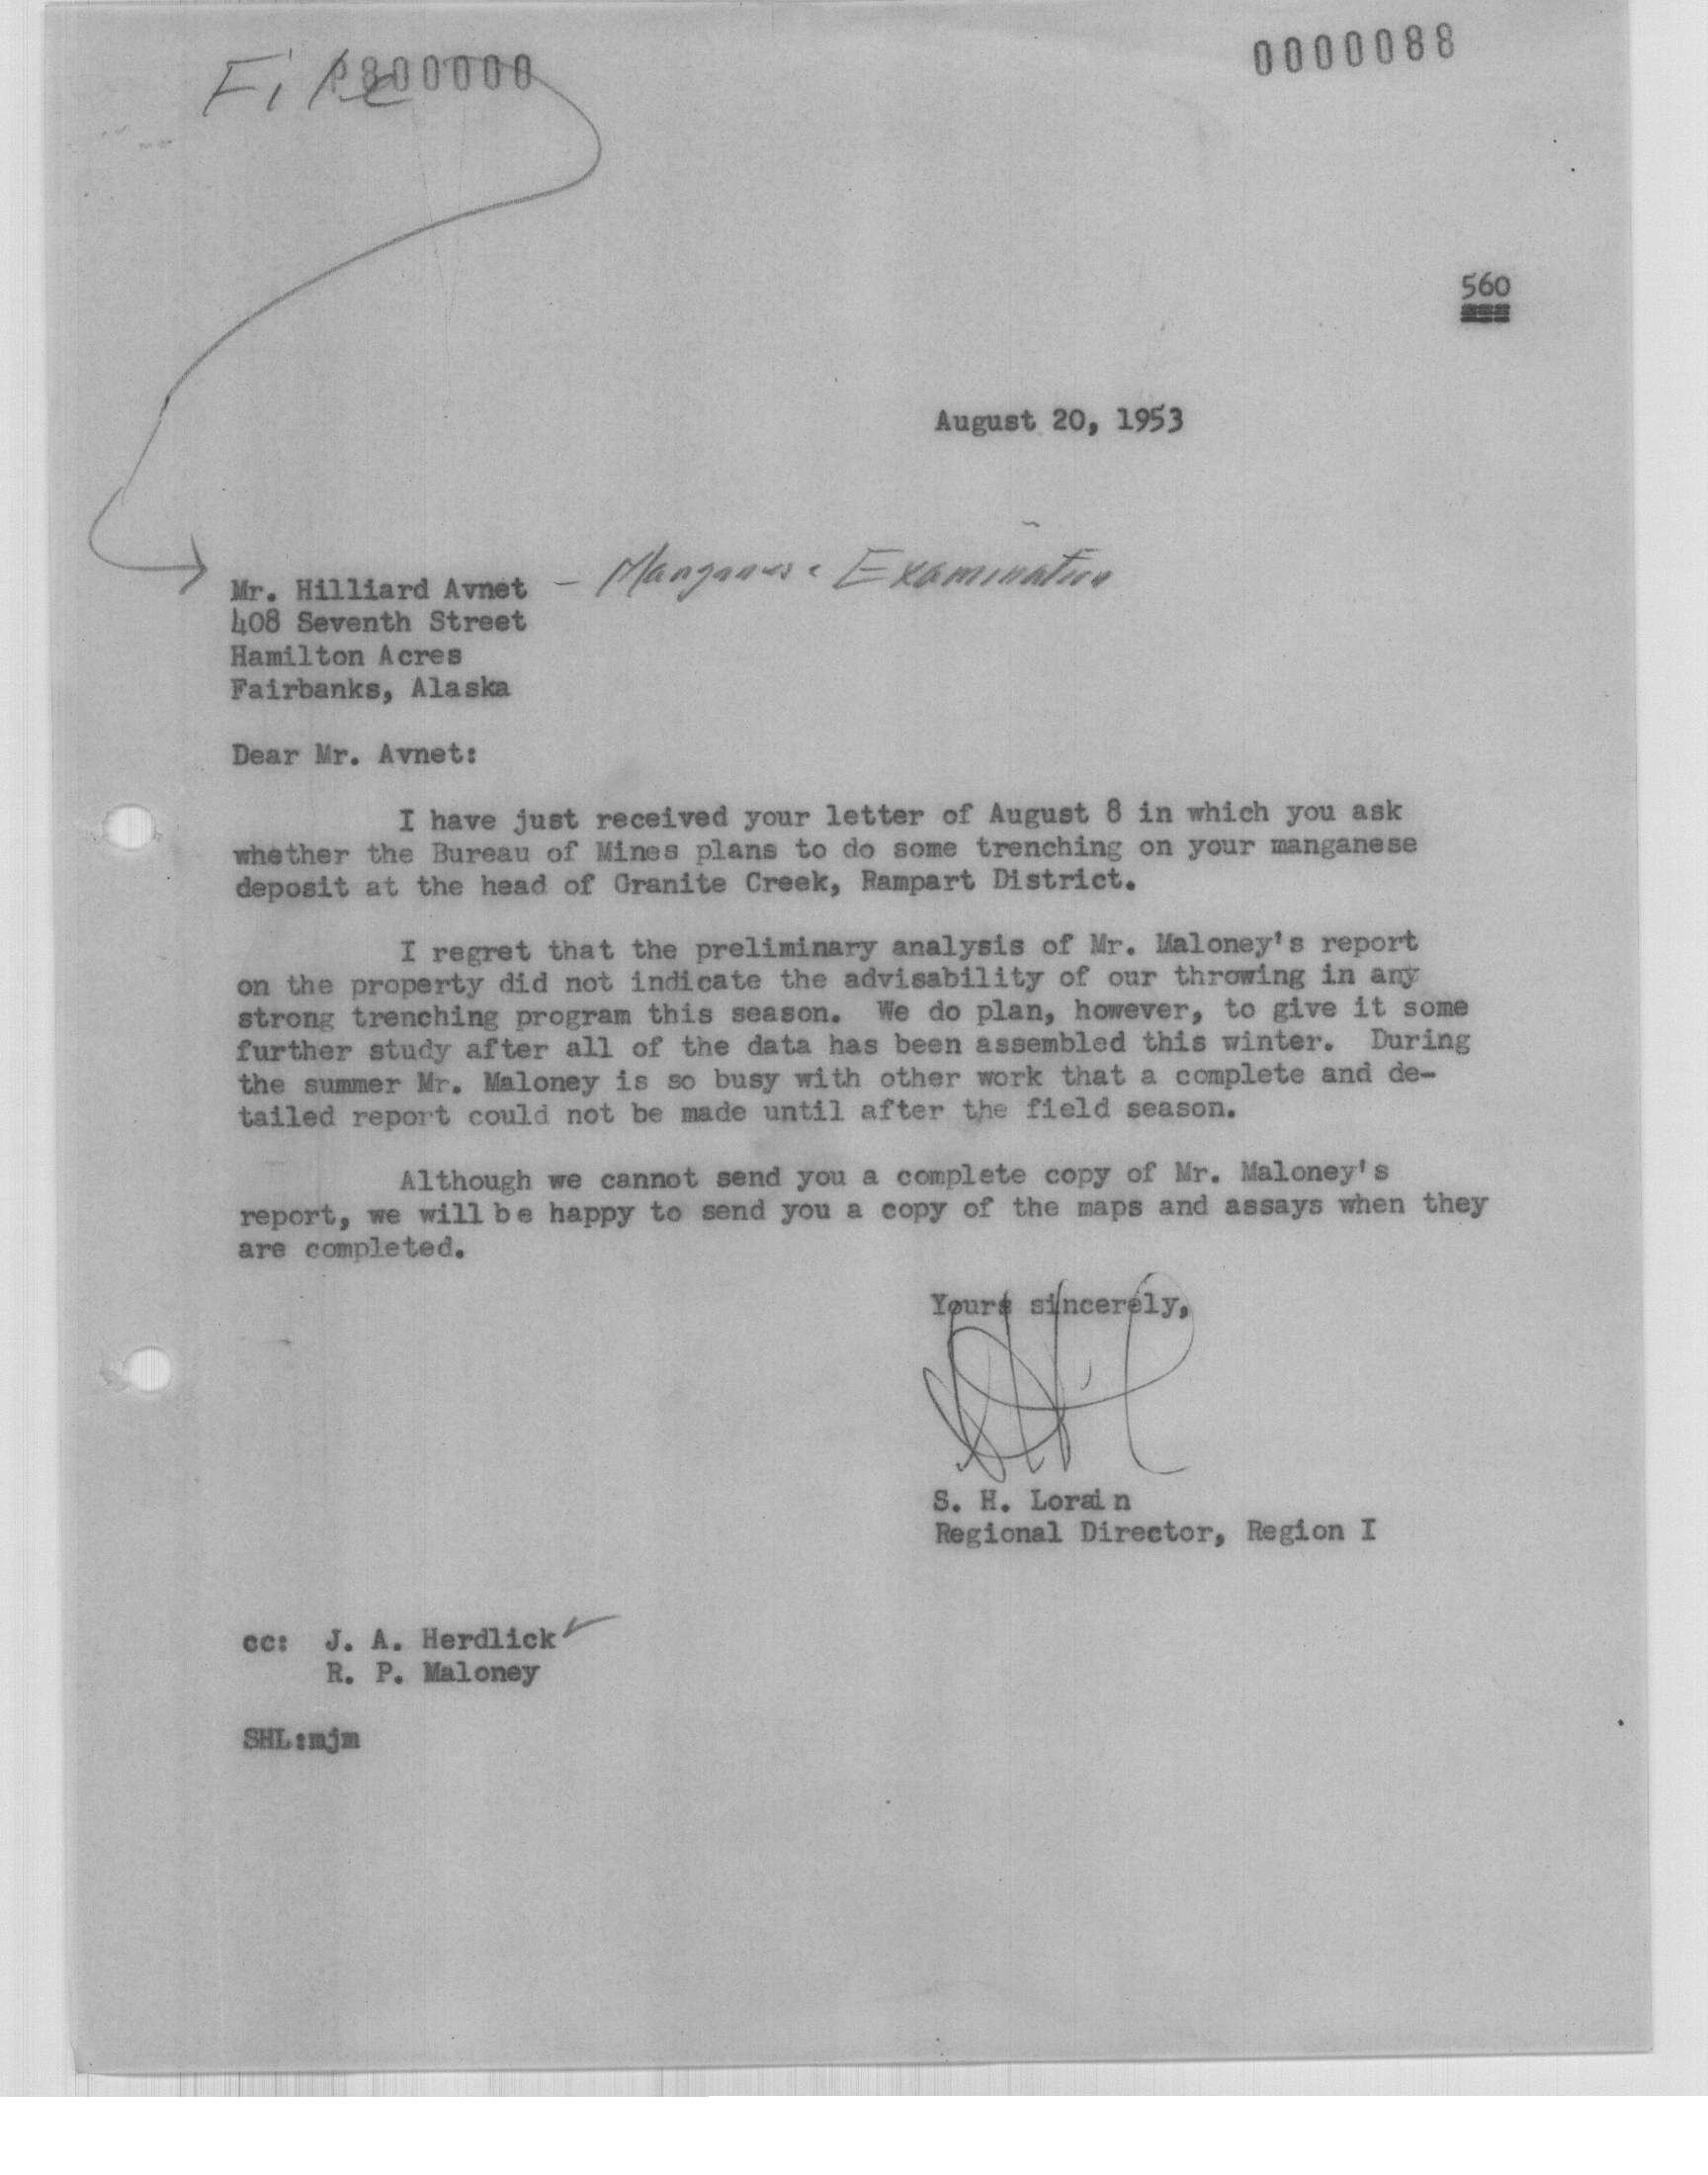 File
0000088
560
August 20, 1953
Mr. Hilliard Avnet - Manganese Examination
408 Seventh Street
Hamilton Acres
Fairbanks, Alaska
Dear Mr. Avnet:
I have just received your letter of August 8 in which you ask
whether the Bureau of Mines plans to do some trenching on your manganese
deposit at the head of Granite Creek, Rampart District.
I regret that the preliminary analysis of Mr. Maloney's report
on the property did not indicate the advisability of our throwing in any
strong trenching program this season. We do plan, however, to give it some
further study after all of the data has been assembled this winter. During
the summer Mr. Maloney is so busy with other work that a complete and de-
tailed report could not be made until after the field season.
Although we cannot send you a complete copy of Mr. Maloney's
report, we will be happy to send you a copy of the maps and assays when they
are completed.
Yours sincerely,
S. H. Lorain
Regional Director, Region I
cc: J. A. Herdlick
R. P. Maloney
SHL:mjm